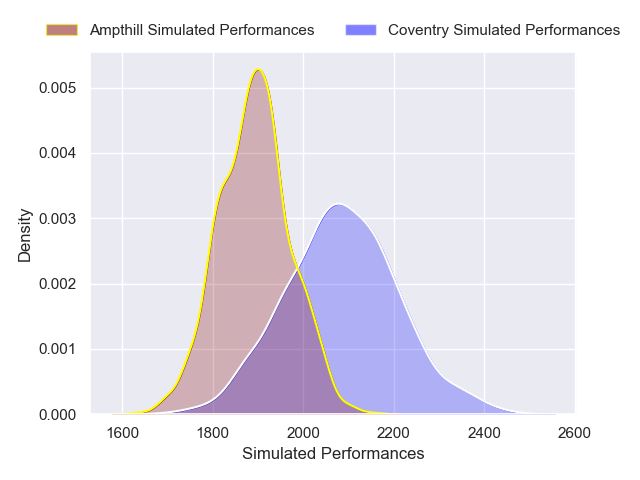 Ampthill Simulated Performances Coventry Simulated Performances
0.005
0.004
0.003
0.002
0.001
0.000
Density
1600 1800 2000 2200 2400 2600
Simulated Performances